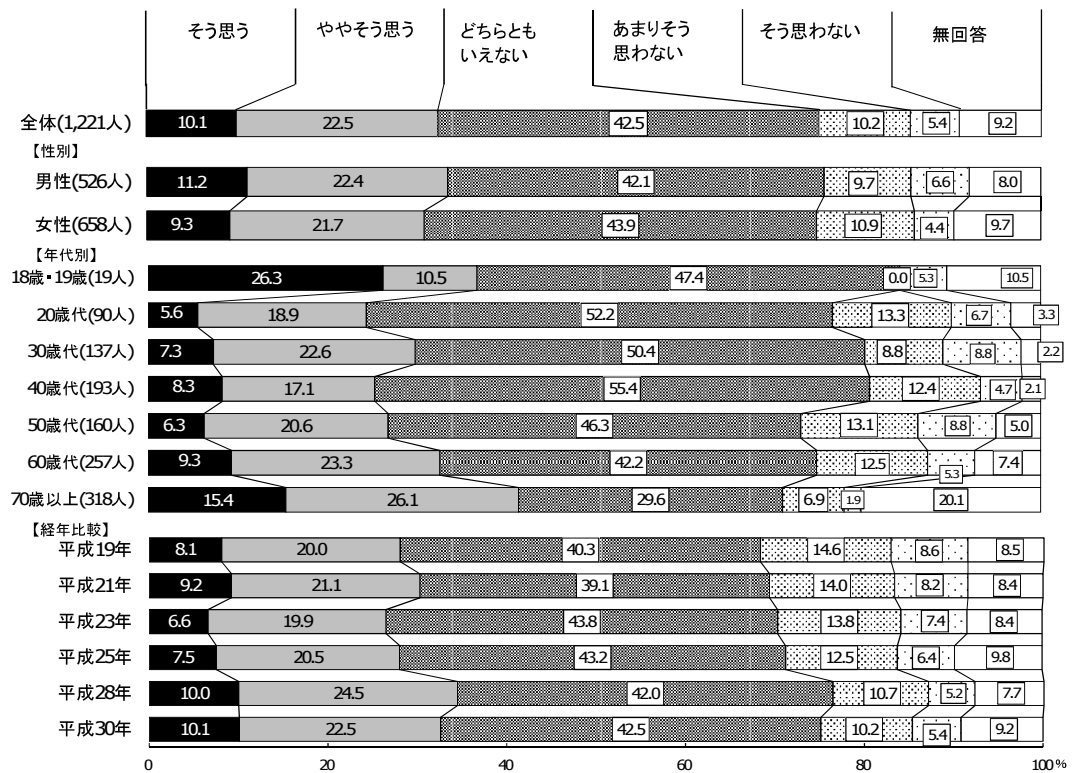 そう思う
ややそう思う
どちらとも
いえない
あまりそう
思わない
そう思わない
無回答
全体(1,221人) 10.1 22.5 42.5 10.2 5.4 9.2
【性別】
男性(526人) 11.2 22.4 42.1 9.7 6.6 8.0
女性(658人) 9.3 21.7 43.9 10.9 4.4 9.7
【年代別】
18歳・19歳(19人) 26.3 10.5 47.4 0.0 5.3 10.5
20歳代(90人) 5.6 18.9 52.2 13.3 6.7 3.3
30歳代(137人) 7.3 22.6 50.4 8.8 8.8 2.2
40歳代(193人) 8.3 17.1 55.4 12.4 4.7 2.1
50歳代(160人) 6.3 20.6 46.3 13.1 8.8 5.0
60歳代(257人) 9.3 23.3 42.2 12.5 5.3 7.4
70歳以上(318人) 15.4 26.1 29.6 6.9 1.9 20.1
【経年比較】
平成19年 8.1 20.0 40.3 14.6 8.6 8.5
平成21年 9.2 21.1 39.1 14.0 8.2 8.4
平成23年 6.6 19.9 43.8 13.8 7.4 8.4
平成25年 7.5 20.5 43.2 12.5 6.4 9.8
平成28年 10.0 24.5 42.0 10.7 5.2 7.7
平成30年 10.1 22.5 42.5 10.2 5.4 9.2
0 20 40 60 80 100%